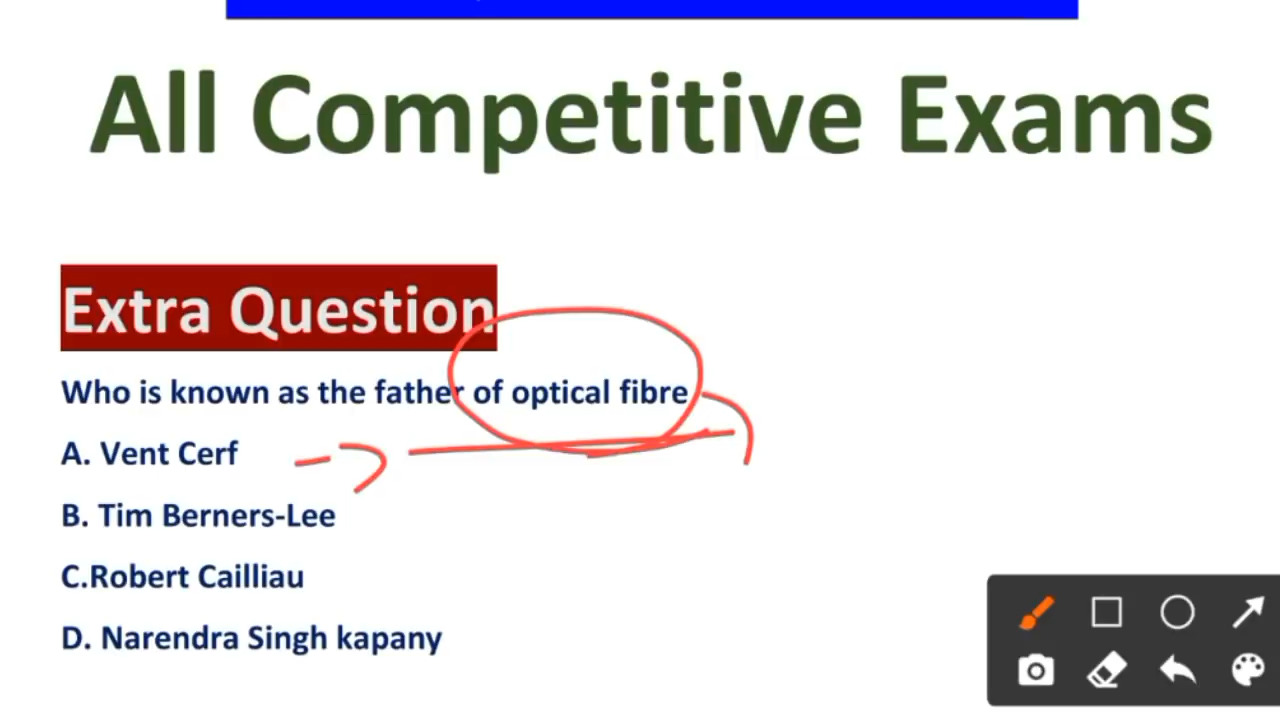 All Competitive Exams
Extra Question
Who is known as the father of optical fibre
A. Vent Cerf
B. Tim Berners-Lee
C.Robert Cailliau
D. Narendra Singh kapany